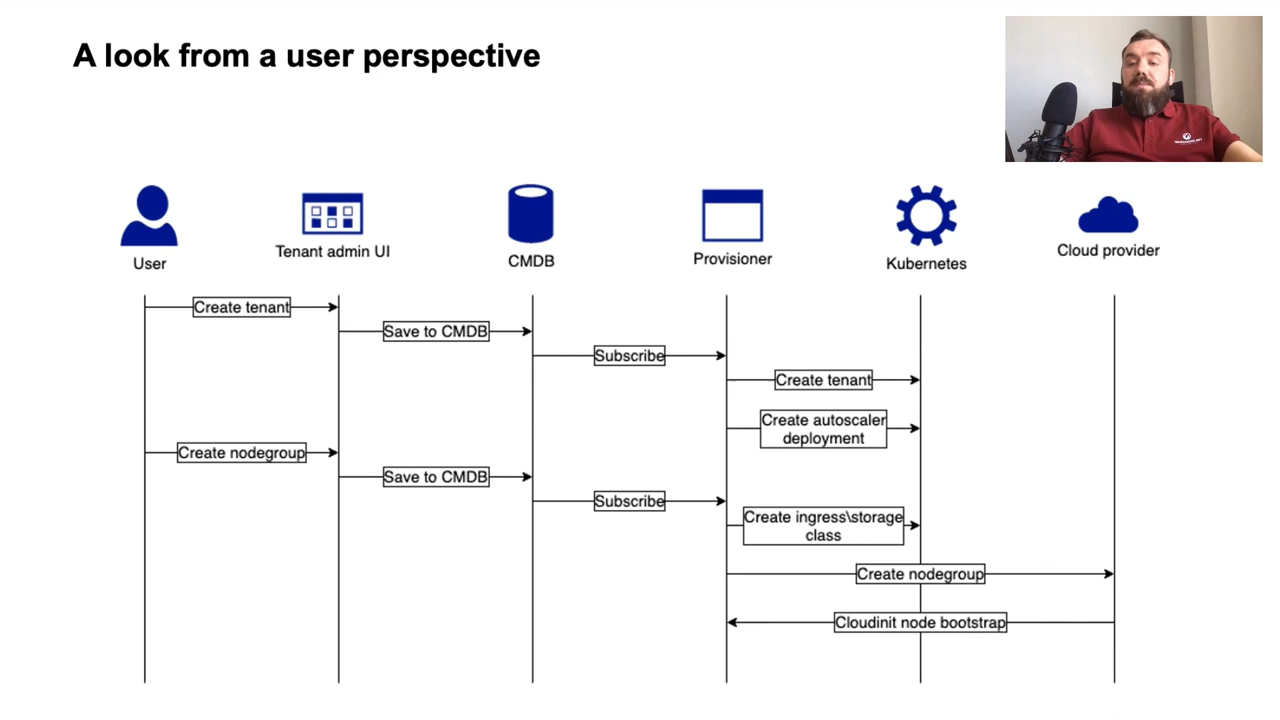 A look from a user perspective
User
Tenant admin UI
CMDB
Provisioner
Kubernetes
Cloud provider
Create tenant
Save to CMDB
Subscribe
Create tenant
Create autoscaler
deployment
Create nodegroup
Save to CMDB
Subscribe
Create ingress\storage
class
Create nodegroup
Cloudinit node bootstrap